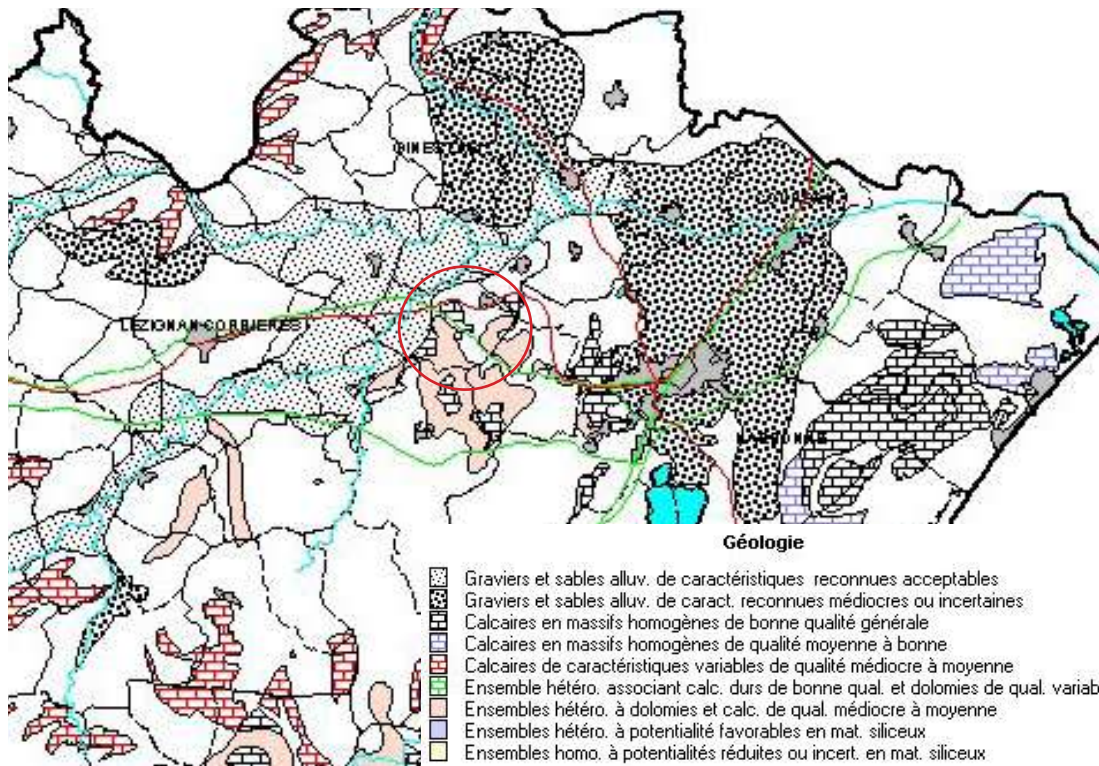 LEZIGNAN-CORBIERES
NARBONNE
Géologie
Graviers et sables alluv. de caractéristiques reconnues acceptables
Graviers et sables alluv. de caract. reconnues médiocres ou incertaines
Calcaires en massifs homogènes de bonne qualité générale
Calcaires en massifs homogènes de qualité moyenne à bonne
Calcaires de caractéristiques variables de qualité médiocre à moyenne
Ensemble hétéro. associant calc. durs de bonne qual. et dolomies de qual. variab
Ensembles hétéro. à dolomies et calc. de qual. médiocre à moyenne
Ensembles hétéro. à potentialité favorables en mat. siliceux
Ensembles homo. à potentialités réduites ou incert. en mat. siliceux